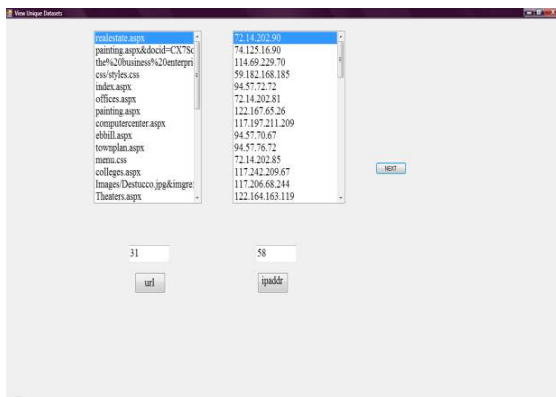 View Unique Datasets
realestate.aspx
painting.aspx&docid=CX7Sc
the%20business%20enterpri
css/styles.css
index.aspx
offices.aspx
painting.aspx
computercenter.aspx
ebbill.aspx
townplan.aspx
menu.css
colleges.aspx
Images/Destucco.jpg&imgre:
Theaters.aspx
72.14.202.90
74.125.16.90
114.69.229.70
59.182.168.185
94.57.72.72
72.14.202.81
122.167.65.26
117.197.211.209
94.57.70.67
94.57.76.72
72.14.202.85
117.242.209.67
117.206.68.244
122.164.163.119
NEXT
31
58
url
ipaddr